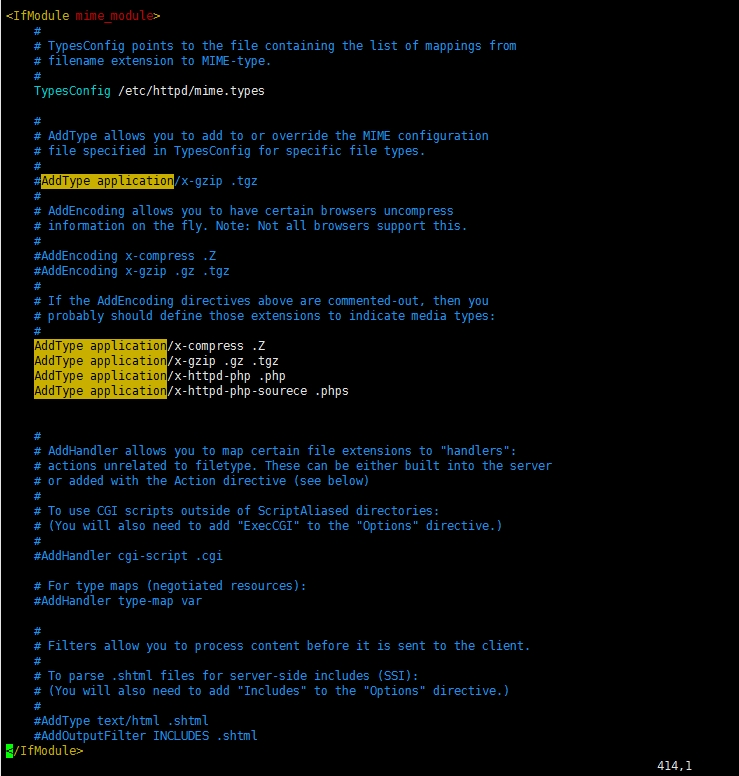 <IfModule mime_module>
#
# TypesConfig points to the file containing the list of mappings from
# filename extension to MIME-type.
#
TypesConfig /etc/httpd/mime.types
#
# AddType allows you to add to or override the MIME configuration
# file specified in TypesConfig for specific file types.
#
#AddType application/x-gzip .tgz
#
# AddEncoding allows you to have certain browsers uncompress
# information on the fly. Note: Not all browsers support this.
#
#AddEncoding x-compress .Z
#AddEncoding x-gzip .gz .tgz
#
# If the AddEncoding directives above are commented-out, then you
# probably should define those extensions to indicate media types:
#
AddType application/x-compress .Z
AddType application/x-gzip .gz .tgz
AddType application/x-httpd-php .php
AddType application/x-httpd-php-sourece .phps
#
# AddHandler allows you to map certain file extensions to "handlers":
# actions unrelated to filetype. These can be either built into the server
# or added with the Action directive (see below)
#
# To use CGI scripts outside of ScriptAliased directories:
# (You will also need to add "ExecCGI" to the "Options" directive.)
#
#AddHandler cgi-script .cgi
# For type maps (negotiated resources):
#AddHandler type-map var
#
# Filters allow you to process content before it is sent to the client.
#
# To parse .shtml files for server-side includes (SSI):
# (You will also need to add "Includes" to the "Options" directive.)
#
#AddType text/html .shtml
#AddOutputFilter INCLUDES .shtml
</IfModule>
414,1